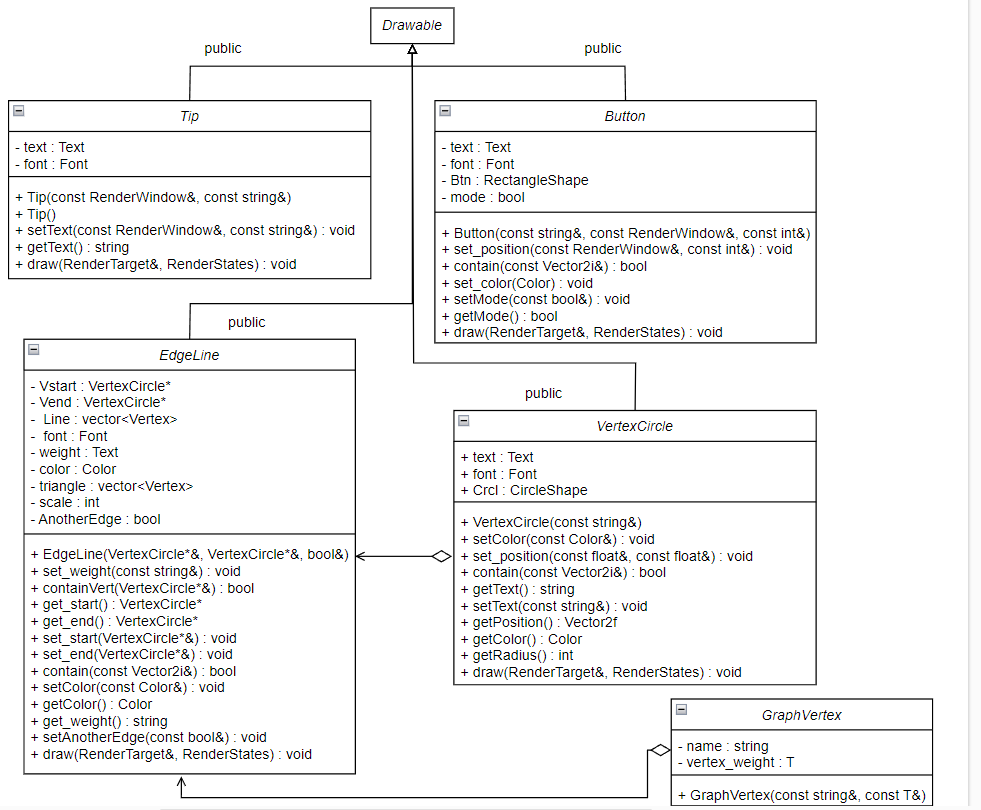 Drawable
public
public
Tip
- text : Text
- font : Font
+ Tip(const RenderWindow&, const string&)
+ Tip()
+ setText(const RenderWindow&, const string&) : void
+ getText() : string
+ draw(RenderTarget&, RenderStates) : void
Button
- text : Text
- font : Font
- Btn : RectangleShape
- mode : bool
+ Button(const string&, const RenderWindow&, const int&)
+ set_position(const RenderWindow&, const int&) : void
+ contain(const Vector2i&) : bool
+ set_color(Color) : void
+ setMode(const bool&) : void
+ getMode() : bool
+ draw(RenderTarget&, RenderStates) : void
public
EdgeLine
- Vstart : VertexCircle*
- Vend : VertexCircle*
- Line : vector<Vertex>
- font : Font
- weight : Text
- color : Color
- triangle : vector<Vertex>
- scale : int
- AnotherEdge : bool
+ EdgeLine(VertexCircle*&, VertexCircle*&, bool&)
+ set_weight(const string&) : void
+ containVert(VertexCircle*&) : bool
+ get_start() : VertexCircle*
+ get_end() : VertexCircle*
+ set_start(VertexCircle*&) : void
+ set_end(VertexCircle*&) : void
+ contain(const Vector2i&) : bool
+ setColor(const Color&) : void
+ getColor() : Color
+ get_weight() : string
+ setAnotherEdge(const bool&) : void
+ draw(RenderTarget&, RenderStates) : void
public
VertexCircle
+ text : Text
+ font : Font
+ Crcl : CircleShape
+ VertexCircle(const string&)
+ setColor(const Color&) : void
+ set_position(const float&, const float&) : void
+ contain(const Vector2i&) : bool
+ getText() : string
+ setText(const string&) : void
+ getPosition() : Vector2f
+ getColor() : Color
+ getRadius() : int
+ draw(RenderTarget&, RenderStates) : void
GraphVertex
- name : string
- vertex_weight : T
+ GraphVertex(const string&, const T&)